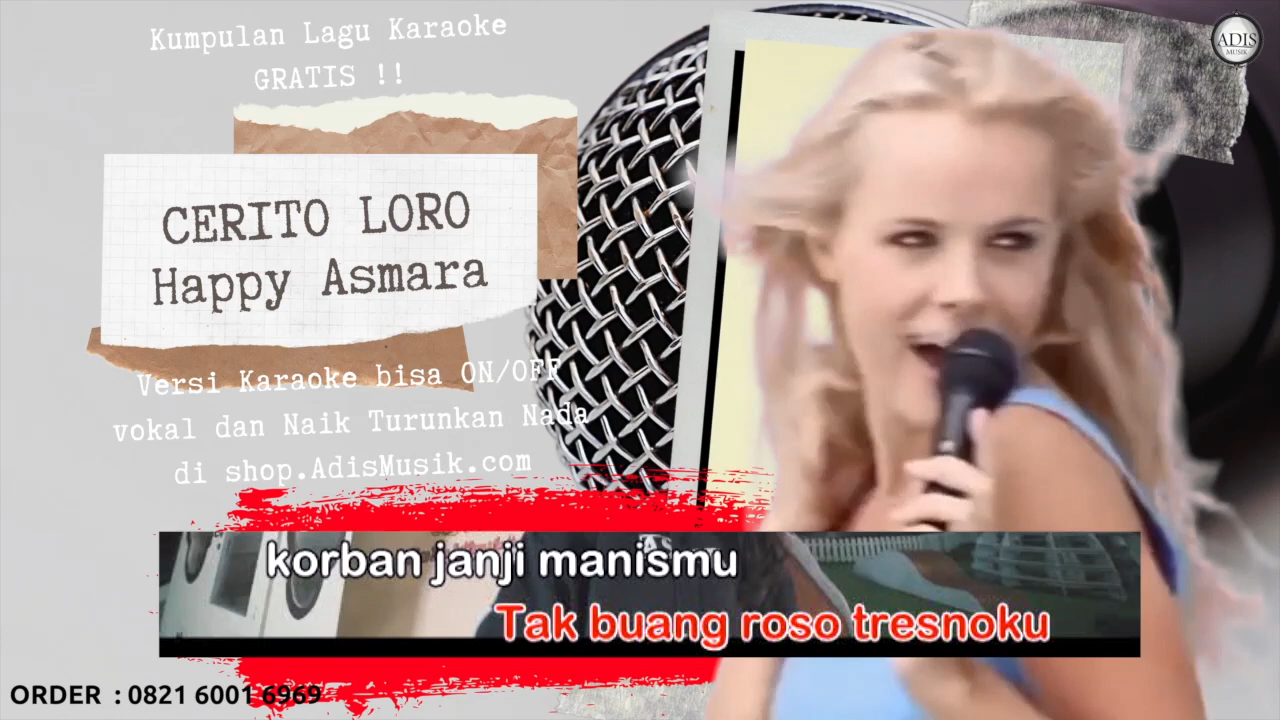 Kumpulan Lagu Karaoke
GRATIS !!
ADIS
MUSIK
CERITO LORO
Happy Asmara
Versi Karaoke bisa ON/OFF
vokal dan Naik Turunkan Nada
di shop.AdisMusik.com
korban janji manismu
Tak buang roso tresnoku
ORDER : 0821 6001 6969